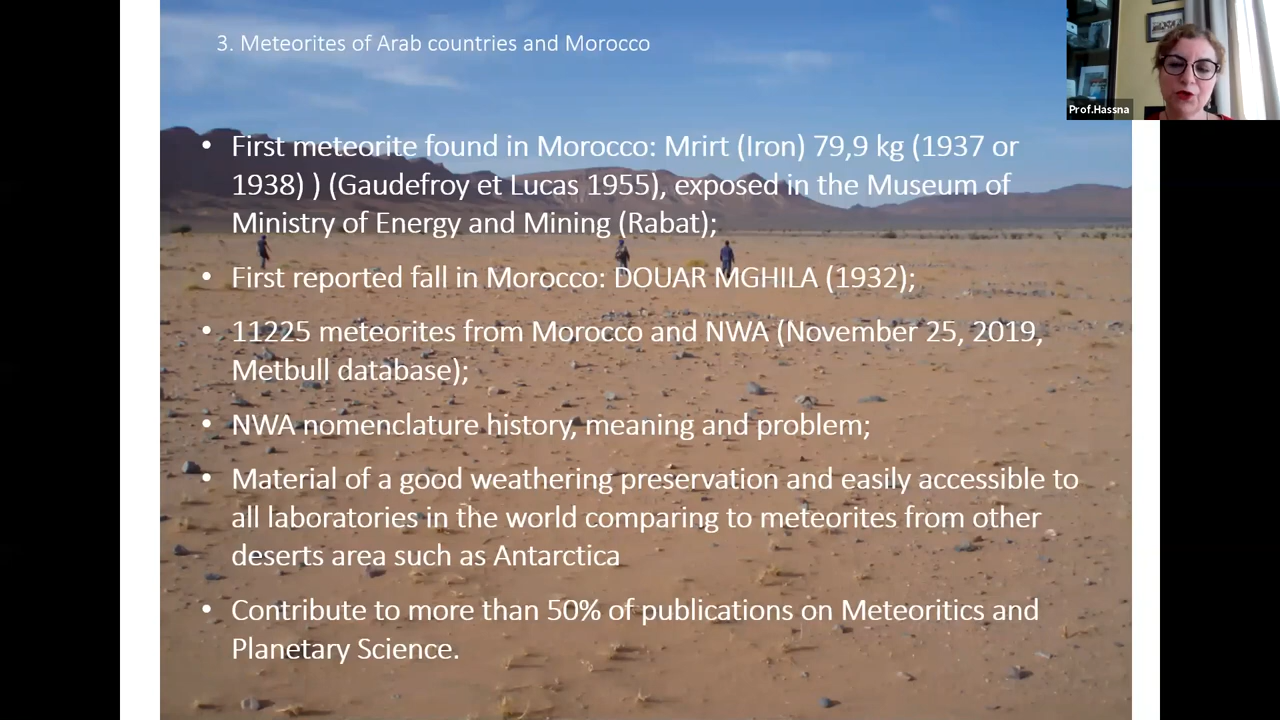 3. Meteorites of Arab countries and Morocco
Prof.Hassna
• First meteorite found in Morocco: Mrirt (Iron) 79,9 kg (1937 or
1938) ) (Gaudefroy et Lucas 1955), exposed in the Museum of
Ministry of Energy and Mining (Rabat);
• First reported fall in Morocco: DOUAR MGHILA (1932);
• 11225 meteorites from Morocco and NWA (November 25, 2019,
Metbull database);
• NWA nomenclature history, meaning and problem;
• Material of a good weathering preservation and easily accessible to
all laboratories in the world comparing to meteorites from other
deserts area such as Antarctica
• Contribute to more than 50% of publications on Meteoritics and
Planetary Science.